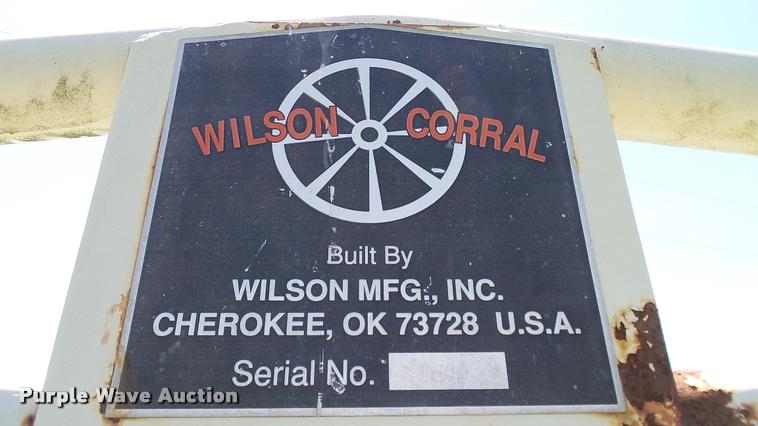 WILSON CORRAL
Built By
WILSON MFG., INC.
CHEROKEE, OK 73728 U.S.A.
Serial No.
Purple Wave Auction